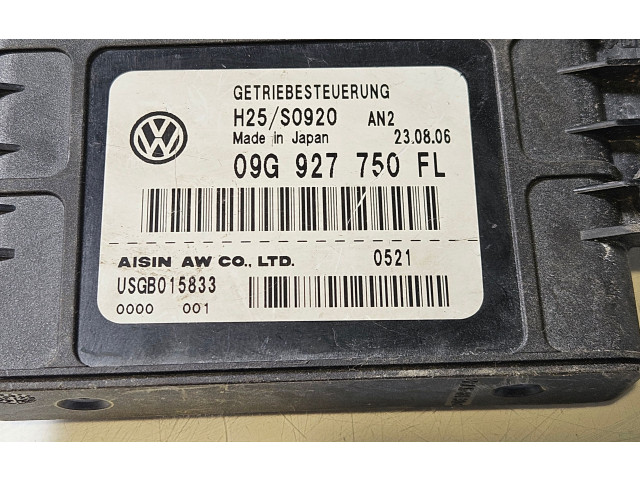 GETRIEBESTEUERUNG
H25/S0920 AN2
Made in Japan 23.08.06
09G 927 750 FL
AISIN AW CO., LTD. 0521
USGB015833
0000 001